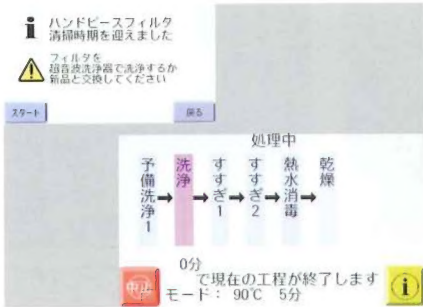 ハンドピースフィルタ
清掃時期を迎えました
フィルタを
超音波洗浄器で洗浄するか
新品と交換してください
スタート
戻る
処理中
予備洗浄1
洗浄
すすぎ1
すすぎ2
熱水消毒
乾燥
0分
で現在の工程が終了します
中止
モード: 90℃ 5分